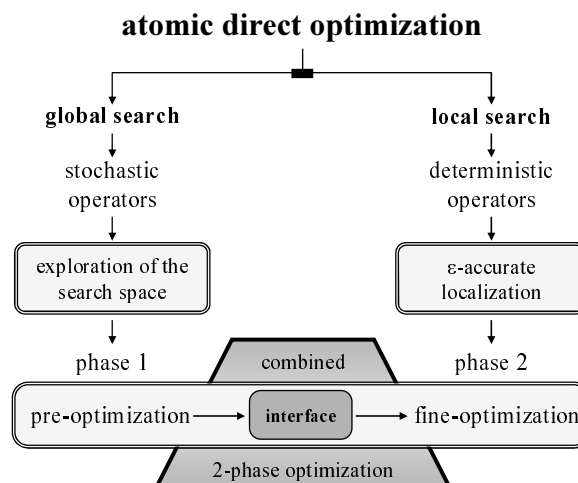 atomic direct optimization
global search
local search
stochastic
operators
deterministic
operators
exploration of the
search space
ε-accurate
localization
phase 1
combined
phase 2
pre-optimization
interface
fine-optimization
2-phase optimization